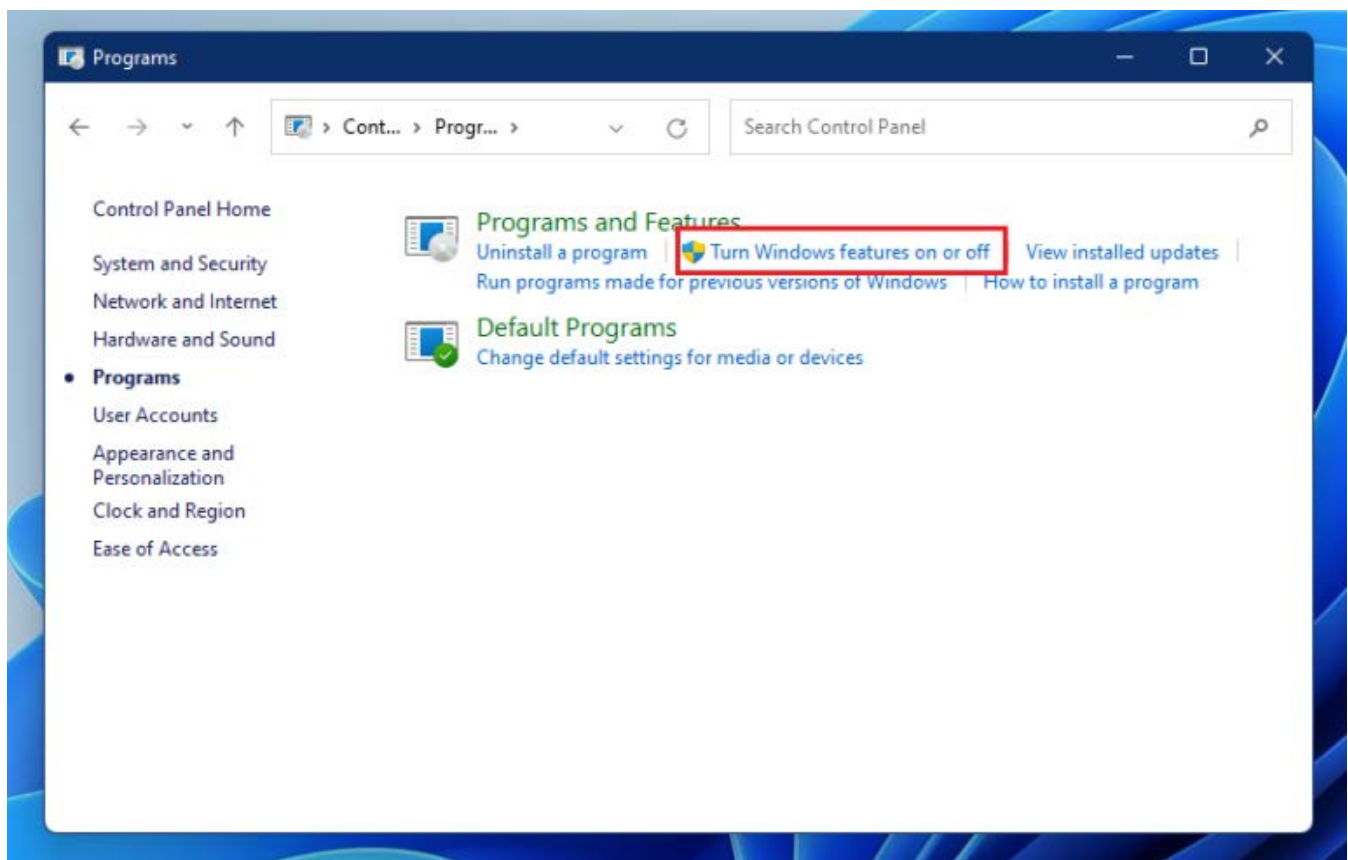 Programs
Cont... > Progr... >
Search Control Panel
Control Panel Home
System and Security
Network and Internet
Hardware and Sound
Programs
User Accounts
Appearance and
Personalization
Clock and Region
Ease of Access
Programs and Features
Uninstall a program
Turn Windows features on or off
View installed updates
Run programs made for previous versions of Windows
How to install a program
Default Programs
Change default settings for media or devices